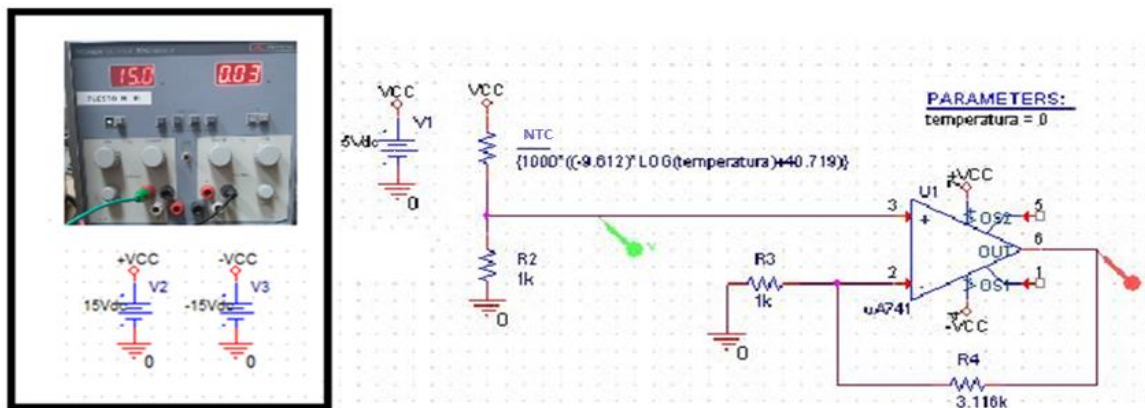 15.0
0.03
PUESTO N
+VCC
-VCC
V2
V3
15Vdc
-15Vdc
0
0
VCC
V1
5Vdc
0
VCC
NTC
{1000*((-9.612)*LOG(temperatura)+40.719)}
R2
1k
0
V
PARAMETERS:
temperatura = 0
U1
+VCC
3
+
5
OS2
6
OUT
2
-
1
OS1
uA741
-VCC
R3
1k
0
R4
3.116k